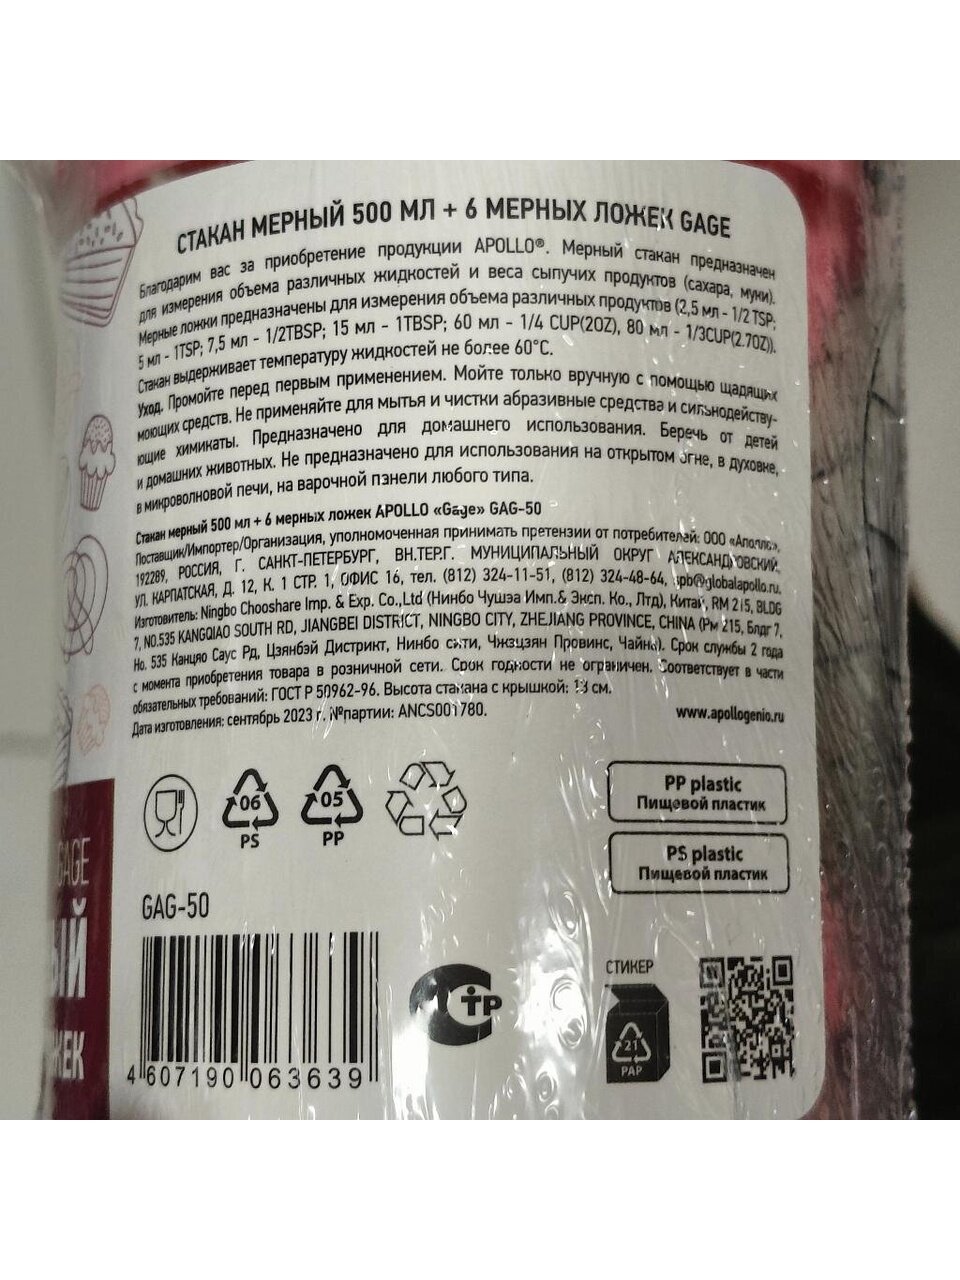 СТАКАН МЕРНЫЙ 500 МЛ + 6 МЕРНЫХ ЛОЖЕК GAGE
Благодарим вас за приобретение продукции APOLLO®. Мерный стакан предназначен
для измерения объема различных жидкостей и веса сыпучих продуктов (сахара, муки).
Мерные ложки предназначены для измерения объема различных продуктов (2,5 мл - 1/2 TSP;
5 мл - 1TSP; 7,5 мл - 1/2TBSP; 15 мл - 1TBSP; 60 мл - 1/4 CUP(2OZ), 80 мл - 1/3CUP(2.7OZ)).
Стакан выдерживает температуру жидкостей не более 60°C.
Уход. Промойте перед первым применением. Мойте только вручную с помощью щадящих
моющих средств. Не применяйте для мытья и чистки абразивные средства и сильнодейству-
ющие химикаты. Предназначено для домашнего использования. Беречь от детей
и домашних животных. Не предназначено для использования на открытом огне, в духовке,
в микроволновой печи, на варочной пэнели любого типа.
Стакан мерный 500 мл + 6 мерных ложек APOLLO «Gage» GAG-50
Поставщик/Импортер/Организация, уполномоченная принимать претензии от потребителей: ООО «Аполло»,
192289, РОССИЯ, Г. САНКТ-ПЕТЕРБУРГ, ВН.ТЕР.Г. МУНИЦИПАЛЬНЫЙ ОКРУГ АЛЕКСАНДРОВСКИЙ,
УЛ. КАРПАТСКАЯ, Д. 12, К. 1 СТР. 1, ОФИС 16, тел. (812) 324-11-51, (812) 324-48-64, spb@globalapollo.ru.
Изготовитель: Ningbo Chooshare Imp. & Exp. Co.,Ltd (Нинбо Чушэа Имп.& Эксп. Ко., Лтд), Китай, RM 215, BLDG
7, NO.535 KANGQIAO SOUTH RD, JIANGBEI DISTRICT, NINGBO CITY, ZHEJIANG PROVINCE, CHINA (Рм 215, Блдг 7,
Но. 535 Канцяо Саус Рд, Цзянбэй Дистрикт, Нинбо сити, Чжэцзян Провинс, Чайна). Срок службы 2 года
с момента приобретения товара в розничной сети. Срок годности не ограничен. Соответствует в части
обязательных требований: ГОСТ Р 50962-96. Высота стакана с крышкой: см.
Дата изготовления: сентябрь 2023 г. №партии: ANCS001780.
www.apollogenio.ru
06
PS
05
PP
PP plastic
Пищевой пластик
PS plastic
Пищевой пластик
GAGE
ЫЙ
ЖЕК
GAG-50
4 607190 063639
СТР
СТИКЕР
21
PAP